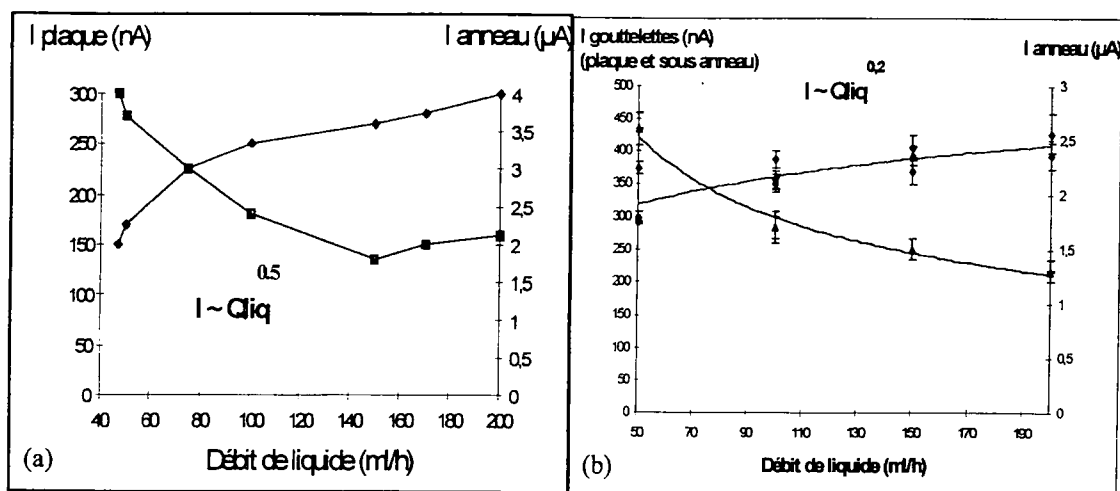 I plaque (nA)
I anneau (µA)
300
250
200
150
100
50
0
4
3,5
3
2,5
2
1,5
1
0,5
0
0.5
I ~ Qliq
40 60 80 100 120 140 160 180 200
(a)
Débit de liquide (ml/h)
I gouttelettes (nA)
(plaque et sous anneau)
I anneau (µA)
0,2
I ~ Qliq
500
450
400
350
300
250
200
150
100
50
0
3
2,5
2
1,5
1
0,5
0
50 70 90 110 130 150 170 190
(b)
Débit de liquide (ml/h)